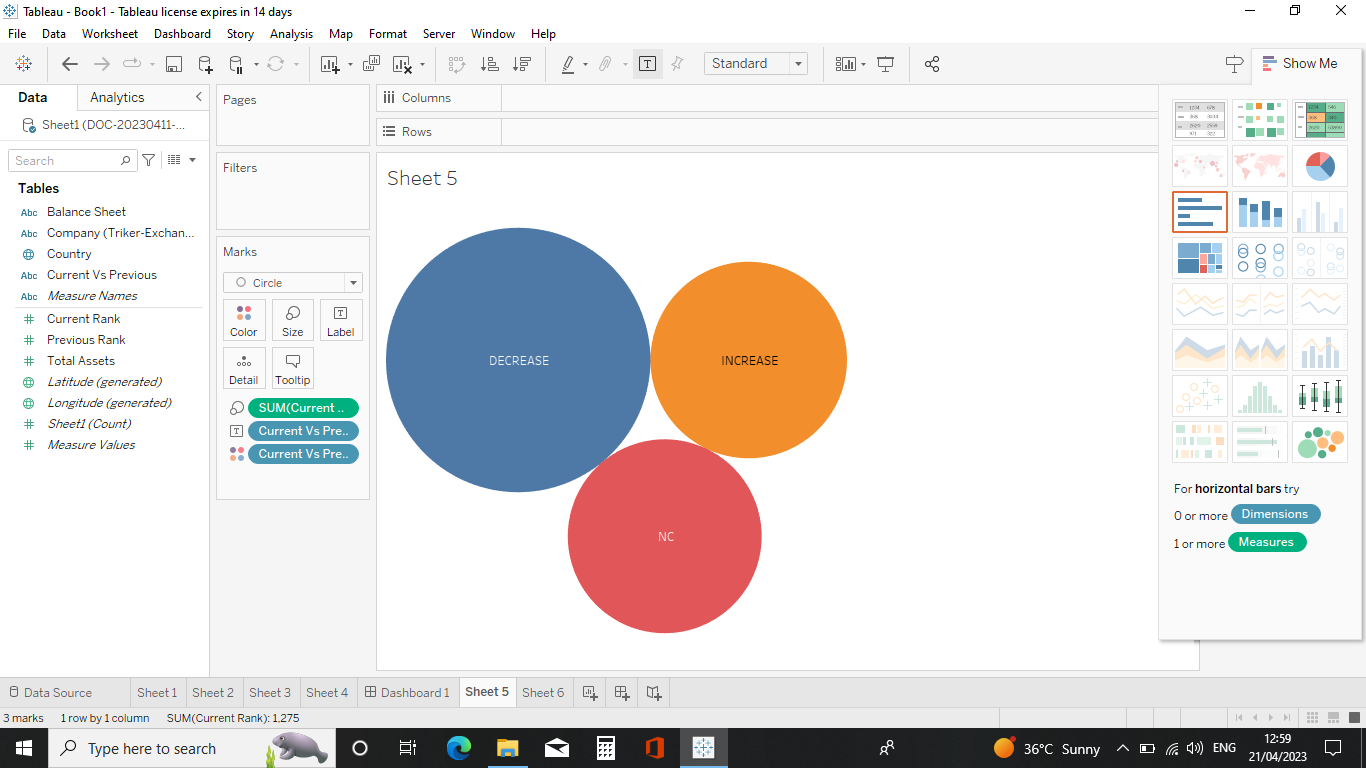 Tableau - Book1 - Tableau license expires in 14 days
File Data Worksheet Dashboard Story Analysis Map Format Server Window Help
Standard
Show Me
Data Analytics
Sheet1 (DOC-20230411-...
Search
Tables
Abc Balance Sheet
Abc Company (Triker-Exchan...
Country
Abc Current Vs Previous
Abc Measure Names
Current Rank
Previous Rank
Total Assets
Latitude (generated)
Longitude (generated)
Sheet1 (Count)
Measure Values
Pages
Filters
Marks
Circle
Color Size Label
Detail Tooltip
SUM(Current ..
Current Vs Pre..
Current Vs Pre..
Columns
Rows
Sheet 5
DECREASE
INCREASE
NC
For horizontal bars try
0 or more Dimensions
1 or more Measures
Data Source Sheet 1 Sheet 2 Sheet 3 Sheet 4 Dashboard 1 Sheet 5 Sheet 6
3 marks 1 row by 1 column SUM(Current Rank): 1,275
Type here to search
36°C Sunny
ENG
12:59
21/04/2023